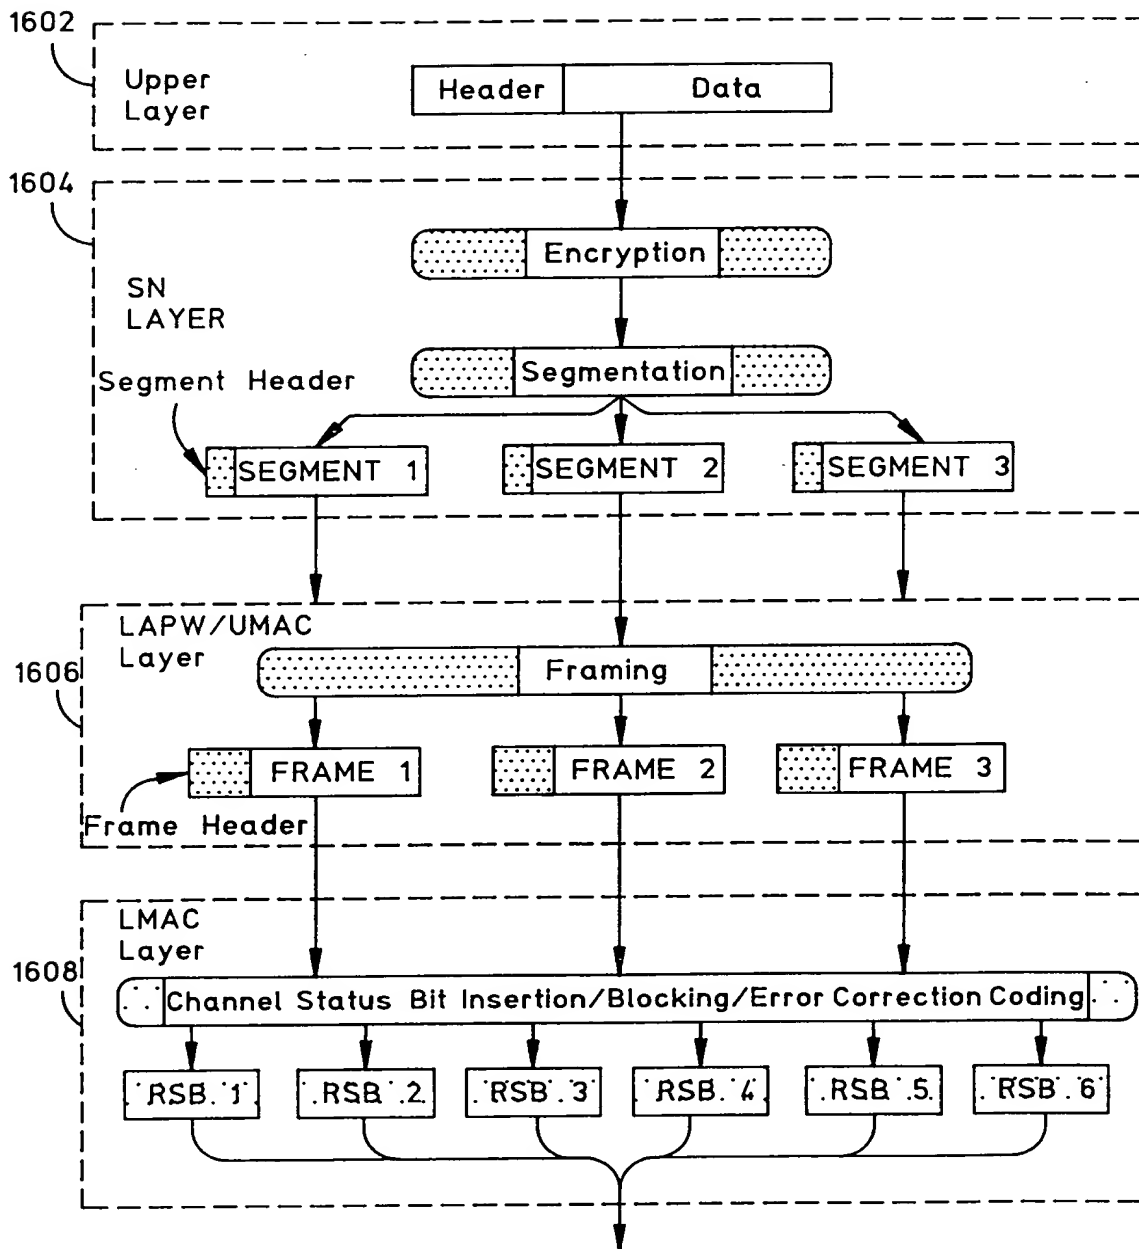 1602
Upper
Layer
Header
Data
1604
Encryption
SN
LAYER
Segmentation
Segment Header
SEGMENT 1
SEGMENT 2
SEGMENT 3
LAPW/UMAC
Layer
1606
Framing
FRAME 1
FRAME 2
FRAME 3
Frame Header
LMAC
Layer
1608
Channel Status Bit Insertion/Blocking/Error Correction Coding
RSB 1
RSB 2
RSB 3
RSB 4
RSB 5
RSB 6